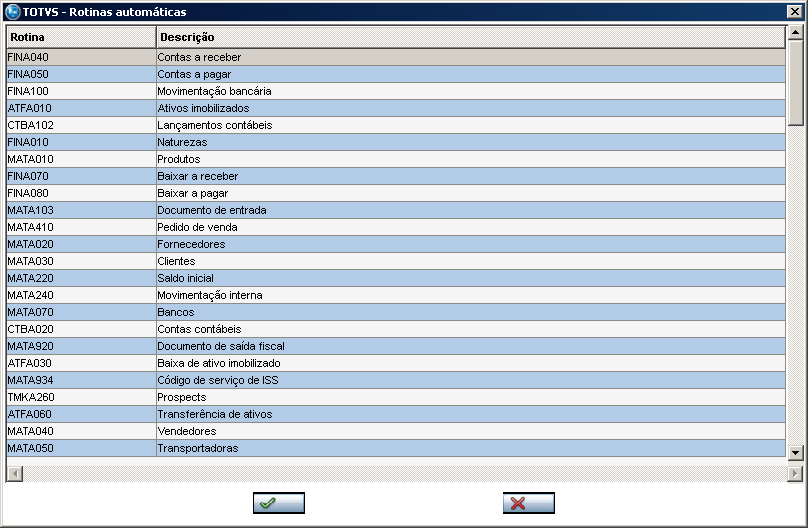 TOTVS - Rotinas automáticas
Rotina Descrição
FINA040 Contas a receber
FINA050 Contas a pagar
FINA100 Movimentação bancária
ATFA010 Ativos imobilizados
CTBA102 Lançamentos contábeis
FINA010 Naturezas
MATA010 Produtos
FINA070 Baixar a receber
FINA080 Baixar a pagar
MATA103 Documento de entrada
MATA410 Pedido de venda
MATA020 Fornecedores
MATA030 Clientes
MATA220 Saldo inicial
MATA240 Movimentação interna
MATA070 Bancos
CTBA020 Contas contábeis
MATA920 Documento de saída fiscal
ATFA030 Baixa de ativo imobilizado
MATA934 Código de serviço de ISS
TMKA260 Prospects
ATFA060 Transferência de ativos
MATA040 Vendedores
MATA050 Transportadoras